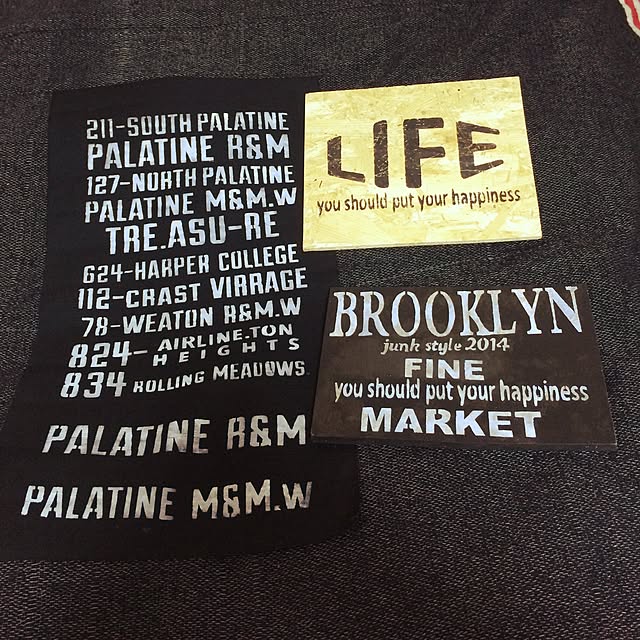 211-SOUTH PALATINE
PALATINE R&M
127-NORTH PALATINE
PALATINE M&M.W
TRE.ASU-RE
624-HARPER COLLEGE
112-CRAST VIRRAGE
78-WEATON R&M.W
824-AIRLINE.TON HEIGHTS
834 ROLLING MEADOWS
PALATINE R&M
PALATINE M&M.W
LIFE
you should put your happiness
BROOKLYN
junk style 2014
FINE
you should put your happiness
MARKET